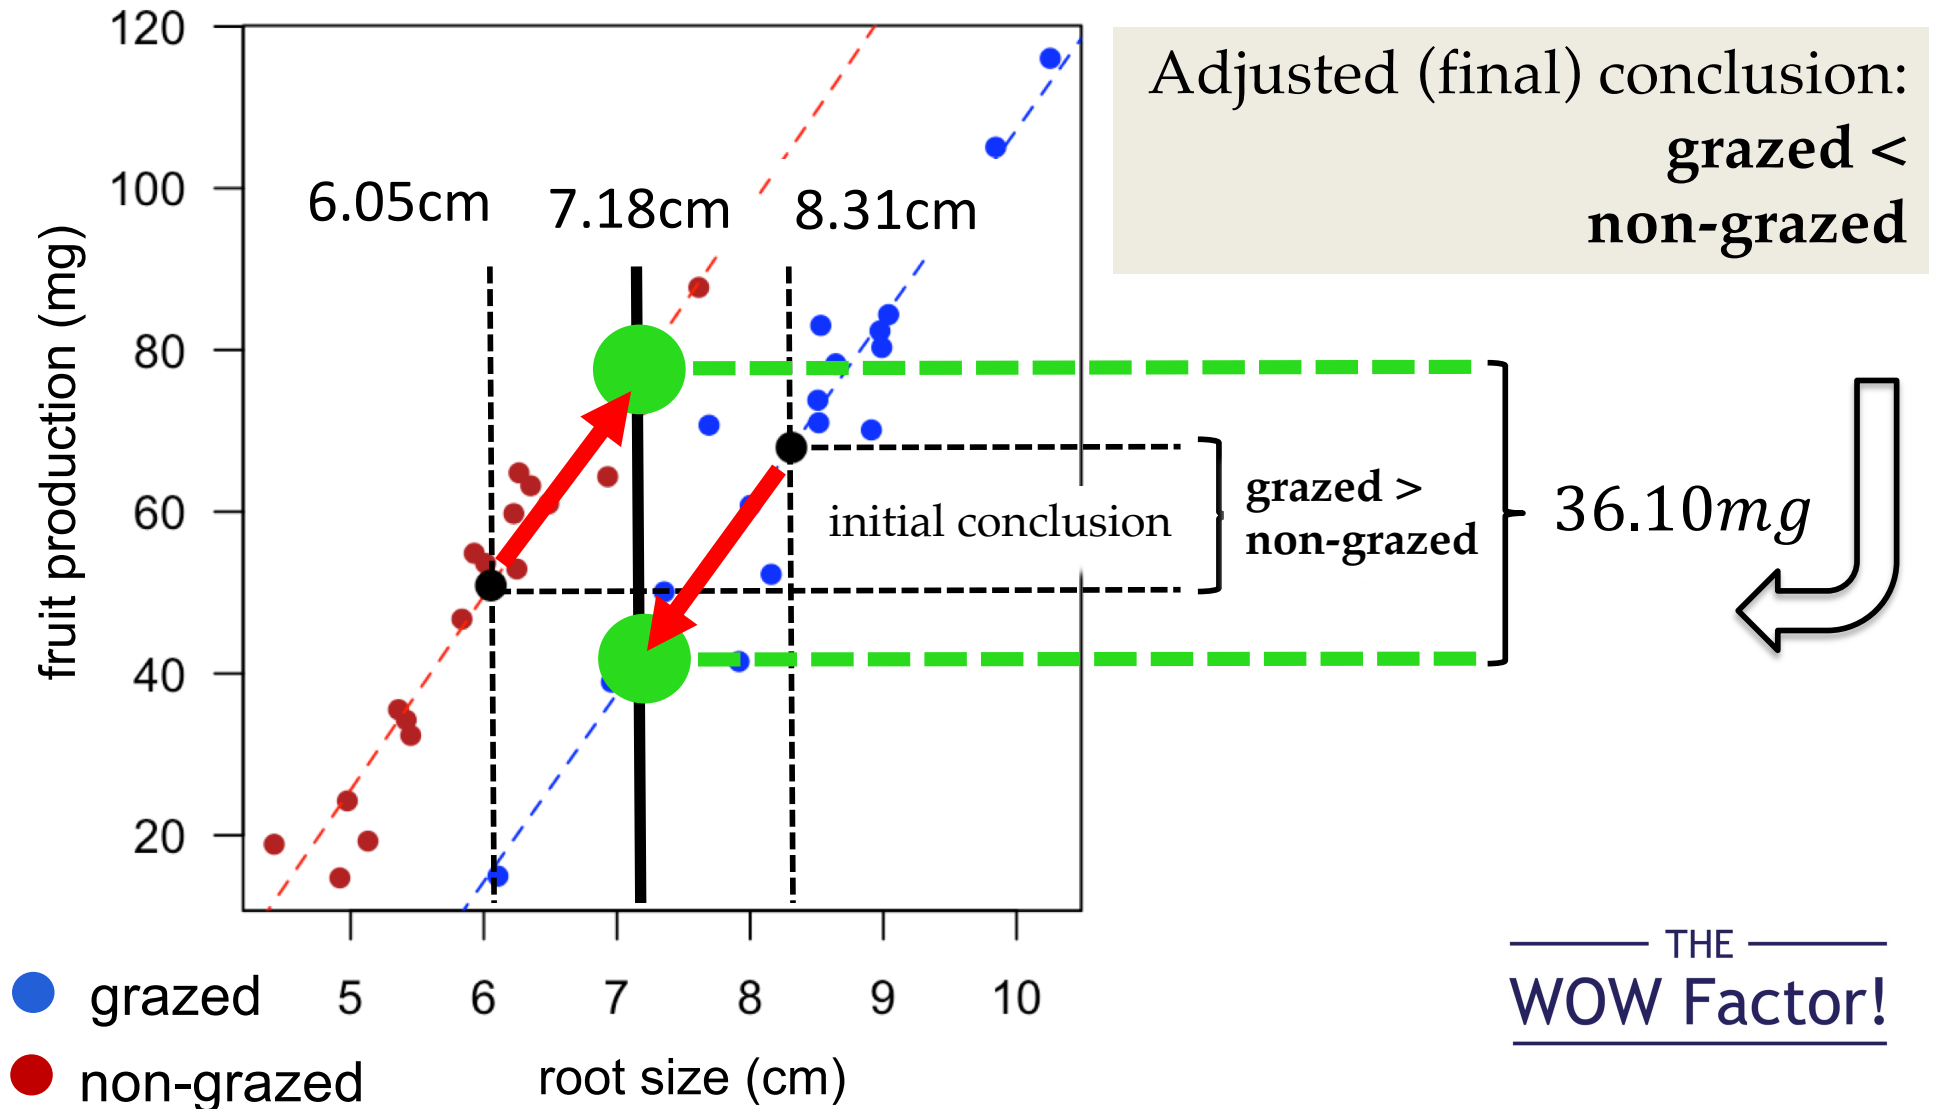 120
100
80
60
40
20
fruit production (mg)
6.05cm
7.18cm
8.31cm
Adjusted (final) conclusion:
grazed <
non-grazed
initial conclusion
grazed >
non-grazed
36.10mg
5
6
7
8
9
10
root size (cm)
grazed
non-grazed
THE
WOW Factor!